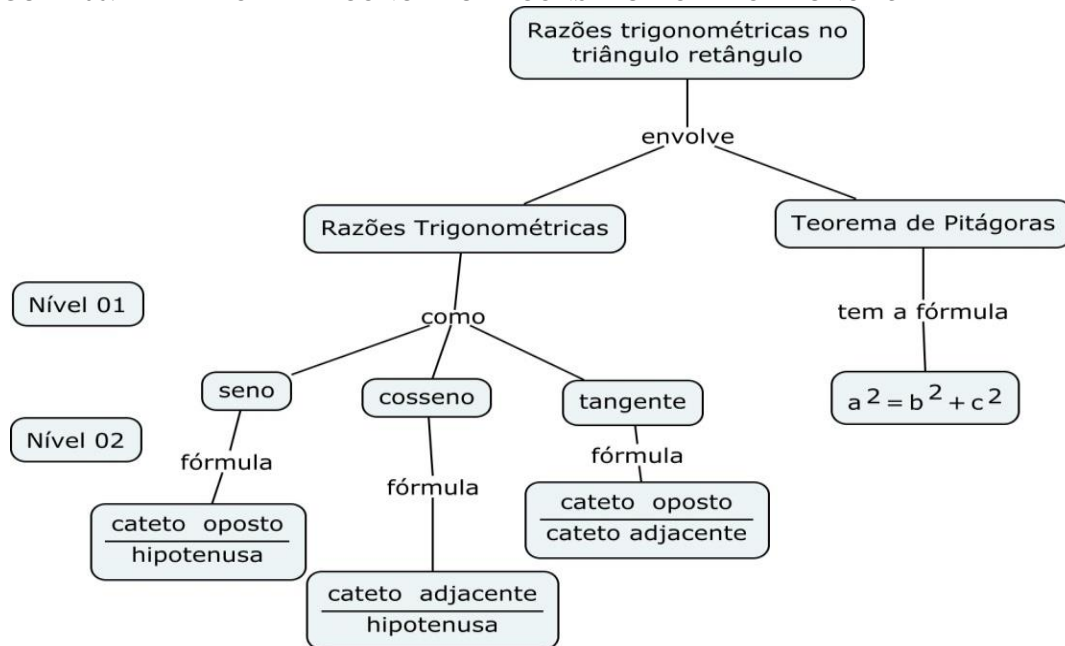 Razões trigonométricas no
triângulo retângulo
envolve
Razões Trigonométricas
Teorema de Pitágoras
Nível 01
como
tem a fórmula
seno
cosseno
tangente
a² = b² + c²
Nível 02
fórmula
fórmula
fórmula
cateto oposto
hipotenusa
cateto adjacente
hipotenusa
cateto oposto
cateto adjacente